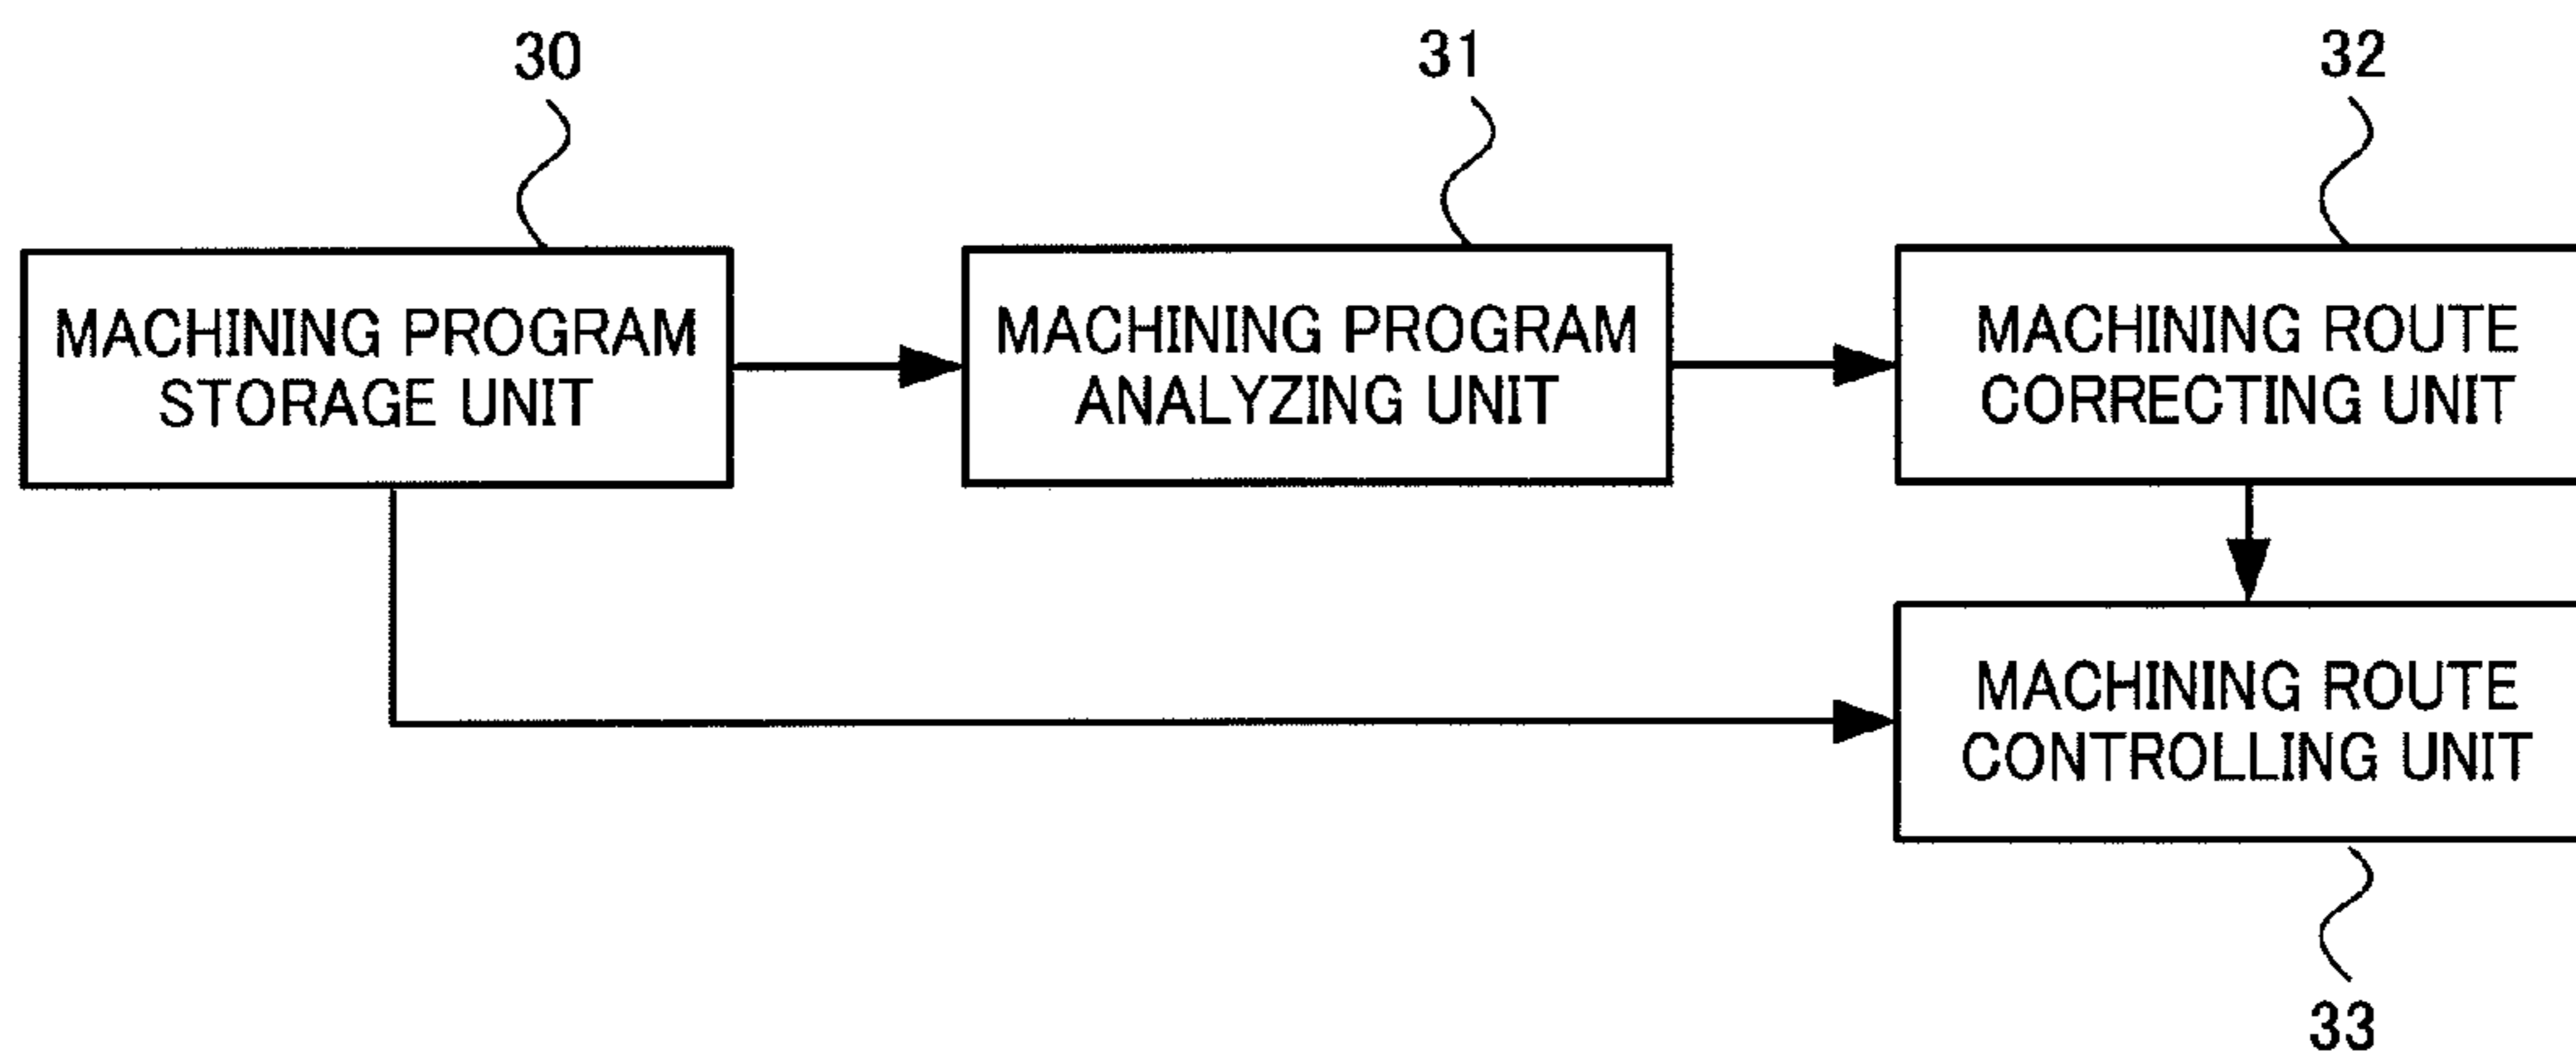 30
31
32
MACHINING PROGRAM
STORAGE UNIT
MACHINING PROGRAM
ANALYZING UNIT
MACHINING ROUTE
CORRECTING UNIT
MACHINING ROUTE
CONTROLLING UNIT
33